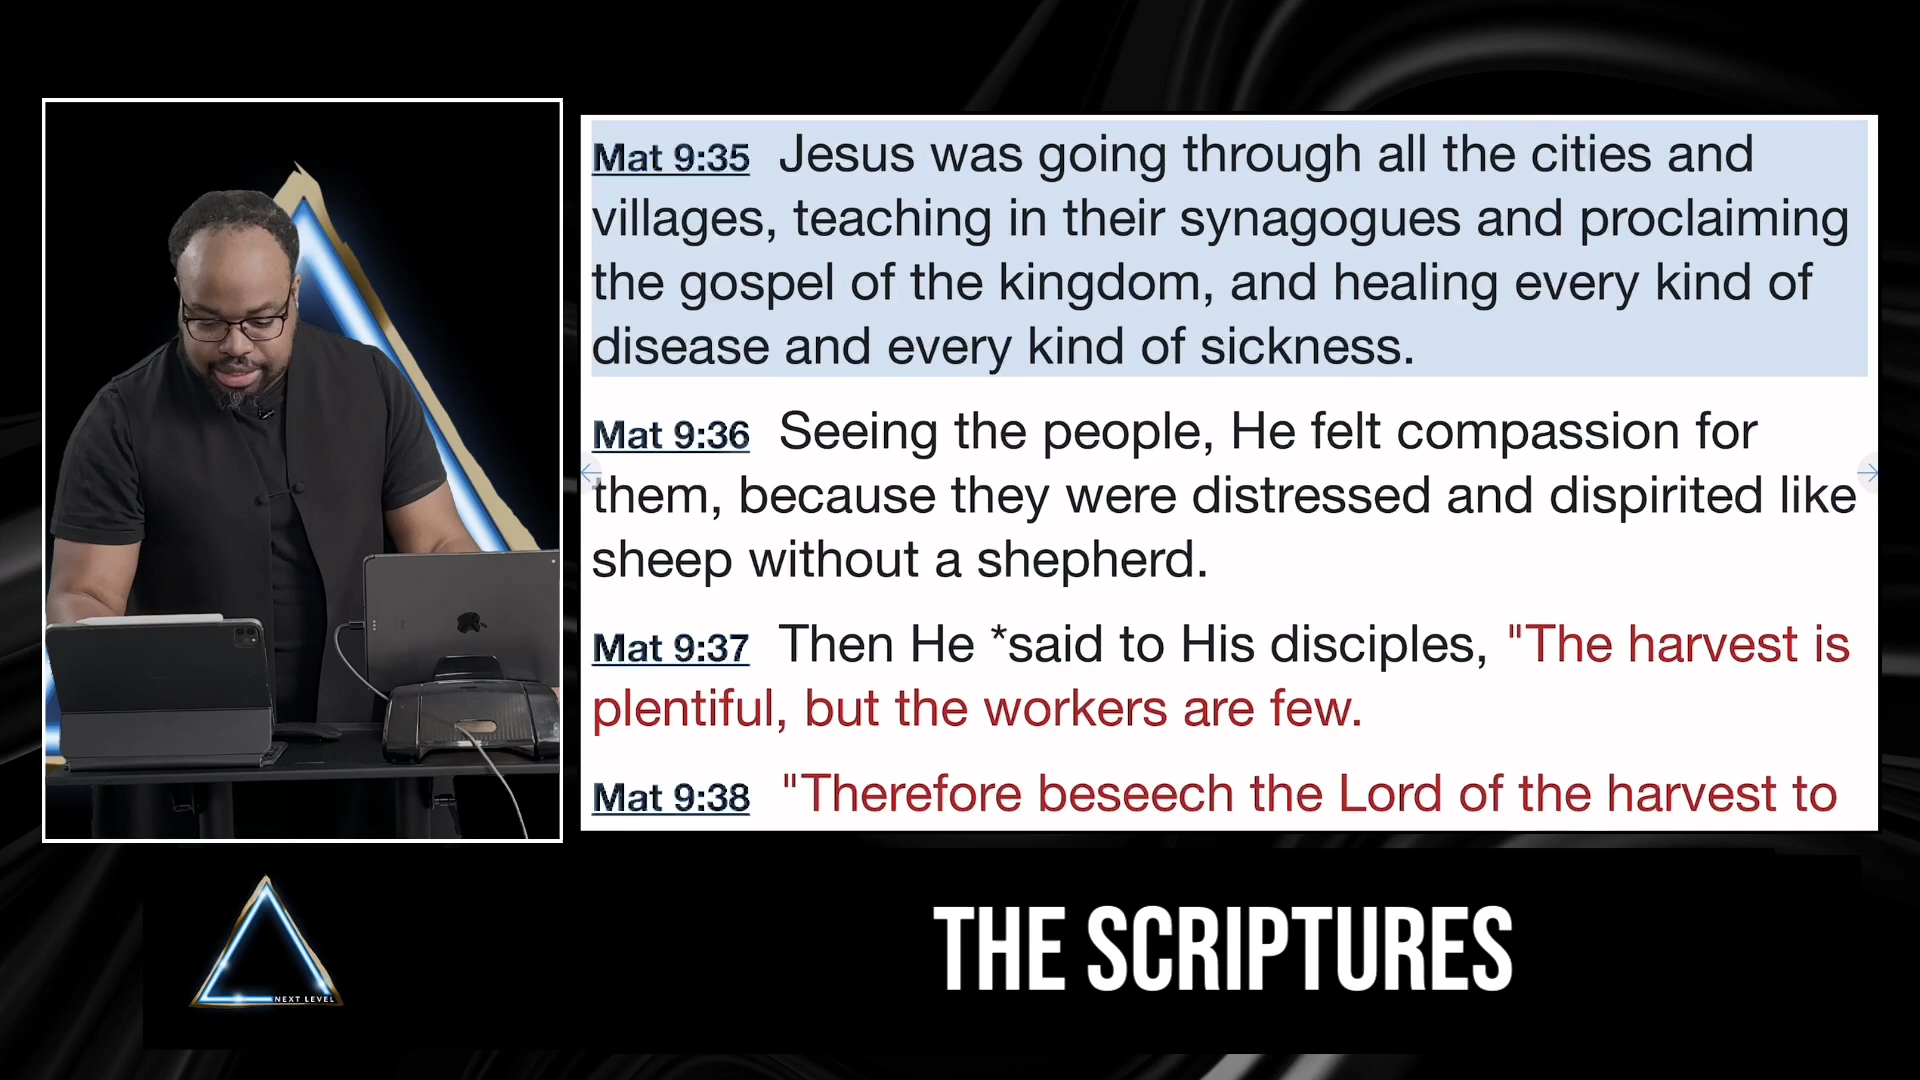 Mat 9:35 Jesus was going through all the cities and
villages, teaching in their synagogues and proclaiming
the gospel of the kingdom, and healing every kind of
disease and every kind of sickness.
Mat 9:36 Seeing the people, He felt compassion for
them, because they were distressed and dispirited like
sheep without a shepherd.
Mat 9:37 Then He *said to His disciples, "The harvest is
plentiful, but the workers are few.
Mat 9:38 "Therefore beseech the Lord of the harvest to
NEXT LEVEL
THE SCRIPTURES